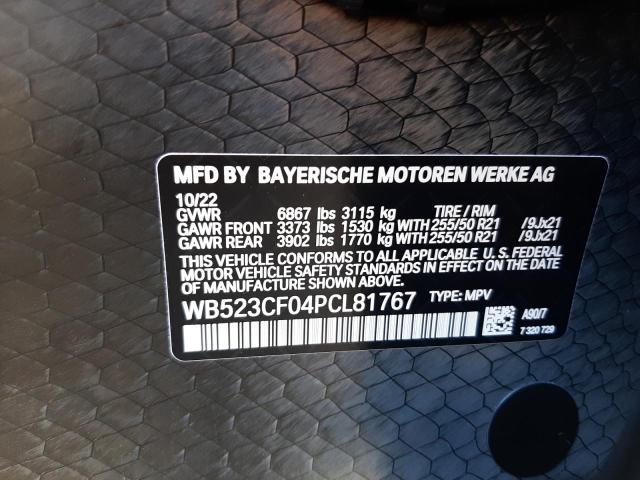 MFD BY BAYERISCHE MOTOREN WERKE AG
10/22
GVWR 6867 lbs 3115 kg TIRE / RIM
GAWR FRONT 3373 lbs 1530 kg WITH 255/50 R21 /9Jx21
GAWR REAR 3902 lbs 1770 kg WITH 255/50 R21 /9Jx21
THIS VEHICLE CONFORMS TO ALL APPLICABLE U. S. FEDERAL
MOTOR VEHICLE SAFETY STANDARDS IN EFFECT ON THE DATE
OF MANUFACTURE SHOWN ABOVE.
WB523CF04PCL81767 TYPE: MPV
A90/7
7 320 729